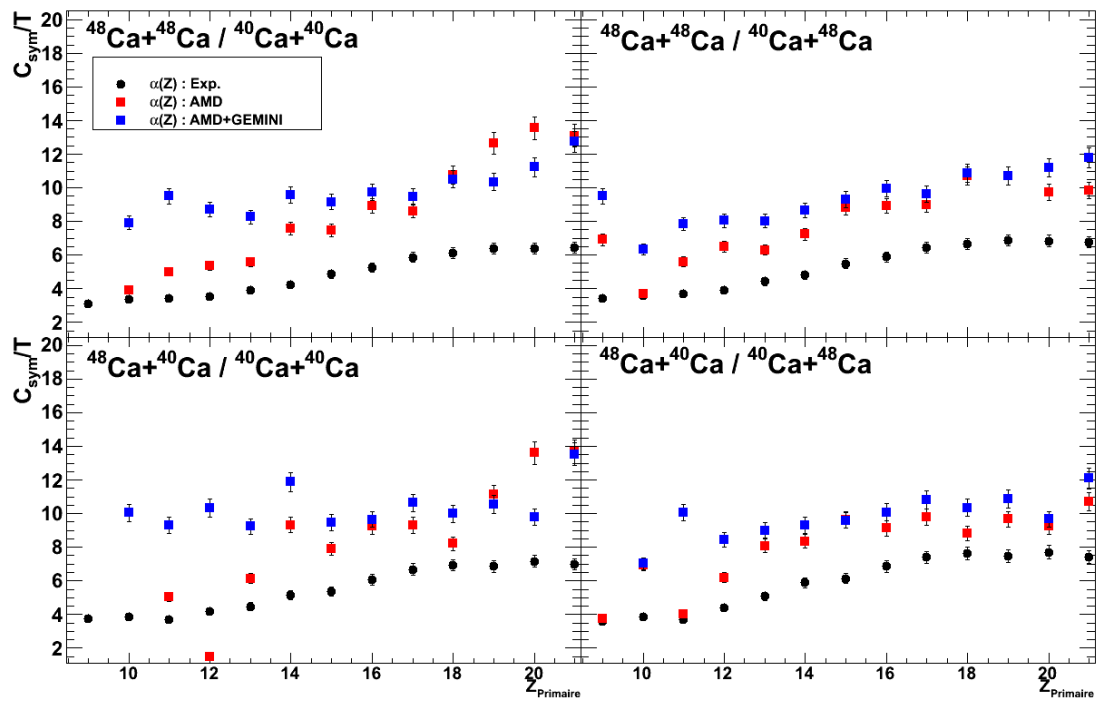 20
18
16
14
12
10
8
6
4
2
C_sym/T
⁴⁸Ca+⁴⁸Ca / ⁴⁰Ca+⁴⁰Ca
α(Z) : Exp.
α(Z) : AMD
α(Z) : AMD+GEMINI
⁴⁸Ca+⁴⁸Ca / ⁴⁰Ca+⁴⁸Ca
20
18
16
14
12
10
8
6
4
2
C_sym/T
⁴⁸Ca+⁴⁰Ca / ⁴⁰Ca+⁴⁰Ca
10 12 14 16 18 20
Z_Primaire
⁴⁸Ca+⁴⁰Ca / ⁴⁰Ca+⁴⁸Ca
10 12 14 16 18 20
Z_Primaire